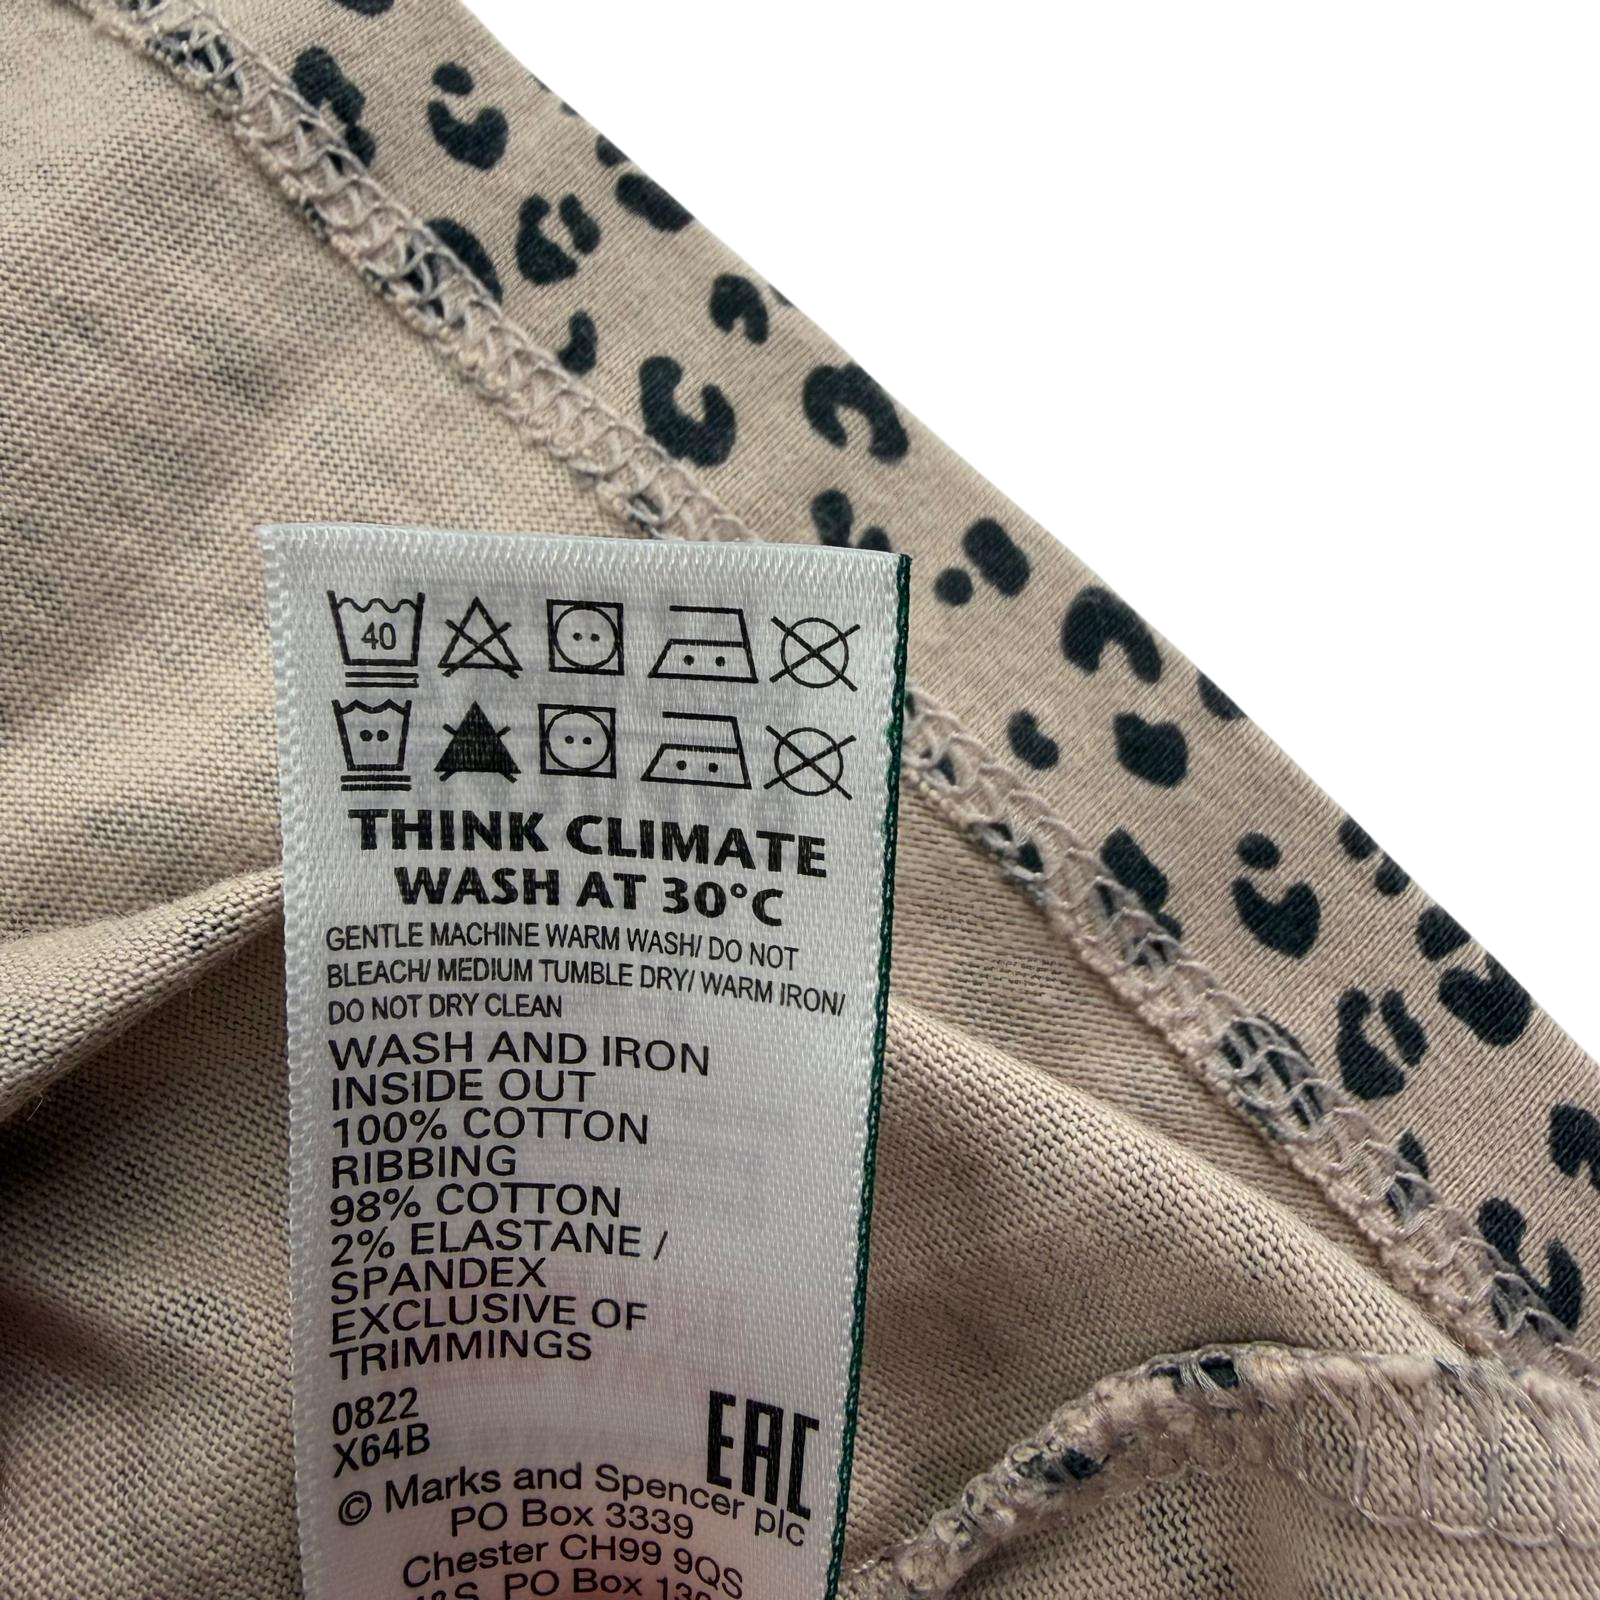 40
THINK CLIMATE
WASH AT 30°C
GENTLE MACHINE WARM WASH/ DO NOT
BLEACH/ MEDIUM TUMBLE DRY/ WARM IRON/
DO NOT DRY CLEAN
WASH AND IRON
INSIDE OUT
100% COTTON
RIBBING
98% COTTON
2% ELASTANE /
SPANDEX
EXCLUSIVE OF
TRIMMINGS
0822
X64B
EAC
© Marks and Spencer plc
PO Box 3339
Chester CH99 9QS
PO Box